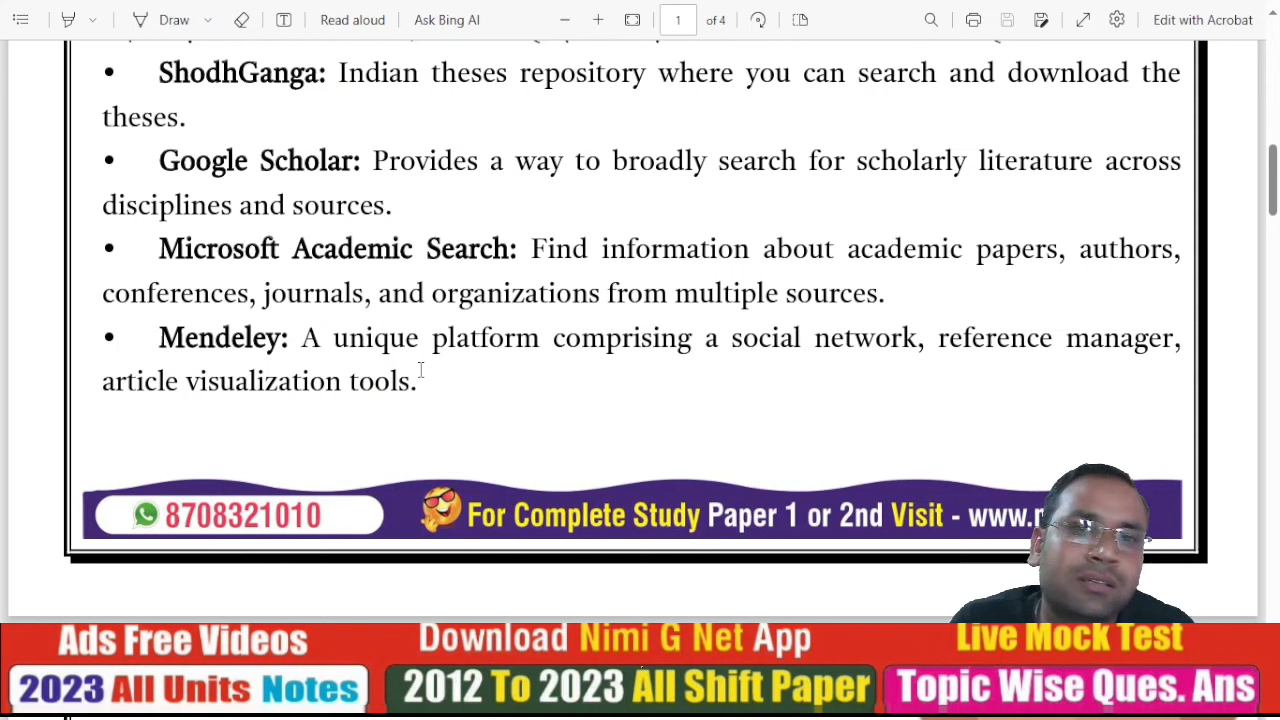 Draw
Read aloud
Ask Bing AI
1 of 4
Edit with Acrobat
• ShodhGanga: Indian theses repository where you can search and download the
theses.
• Google Scholar: Provides a way to broadly search for scholarly literature across
disciplines and sources.
• Microsoft Academic Search: Find information about academic papers, authors,
conferences, journals, and organizations from multiple sources.
• Mendeley: A unique platform comprising a social network, reference manager,
article visualization tools.
8708321010
For Complete Study Paper 1 or 2nd Visit - www.
Ads Free Videos
Download Nimi G Net App
Live Mock Test
2023 All Units Notes
2012 To 2023 All Shift Paper
Topic Wise Ques. Ans